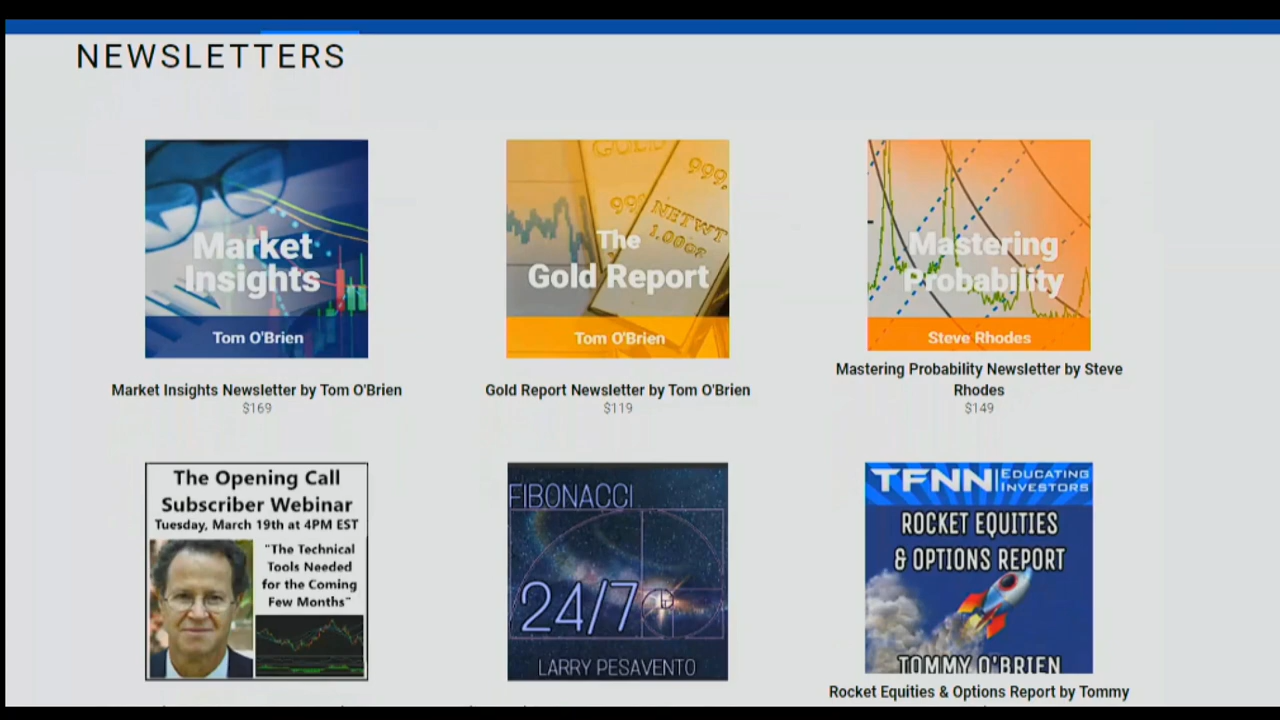 NEWSLETTERS
Market
Insights
Tom O'Brien
Market Insights Newsletter by Tom O'Brien
$169
GOLD
999.
999
NETWT
1.000z
The
Gold Report
Tom O'Brien
Gold Report Newsletter by Tom O'Brien
$119
Mastering
Probability
Steve Rhodes
Mastering Probability Newsletter by Steve
Rhodes
$149
The Opening Call
Subscriber Webinar
Tuesday, March 19th at 4PM EST
"The Technical
Tools Needed
for the Coming
Few Months"
FIBONACCI
24/7
LARRY PESAVENTO
TFNN EDUCATING
INVESTORS
ROCKET EQUITIES
& OPTIONS REPORT
TOMMY O'BRIEN
Rocket Equities & Options Report by Tommy